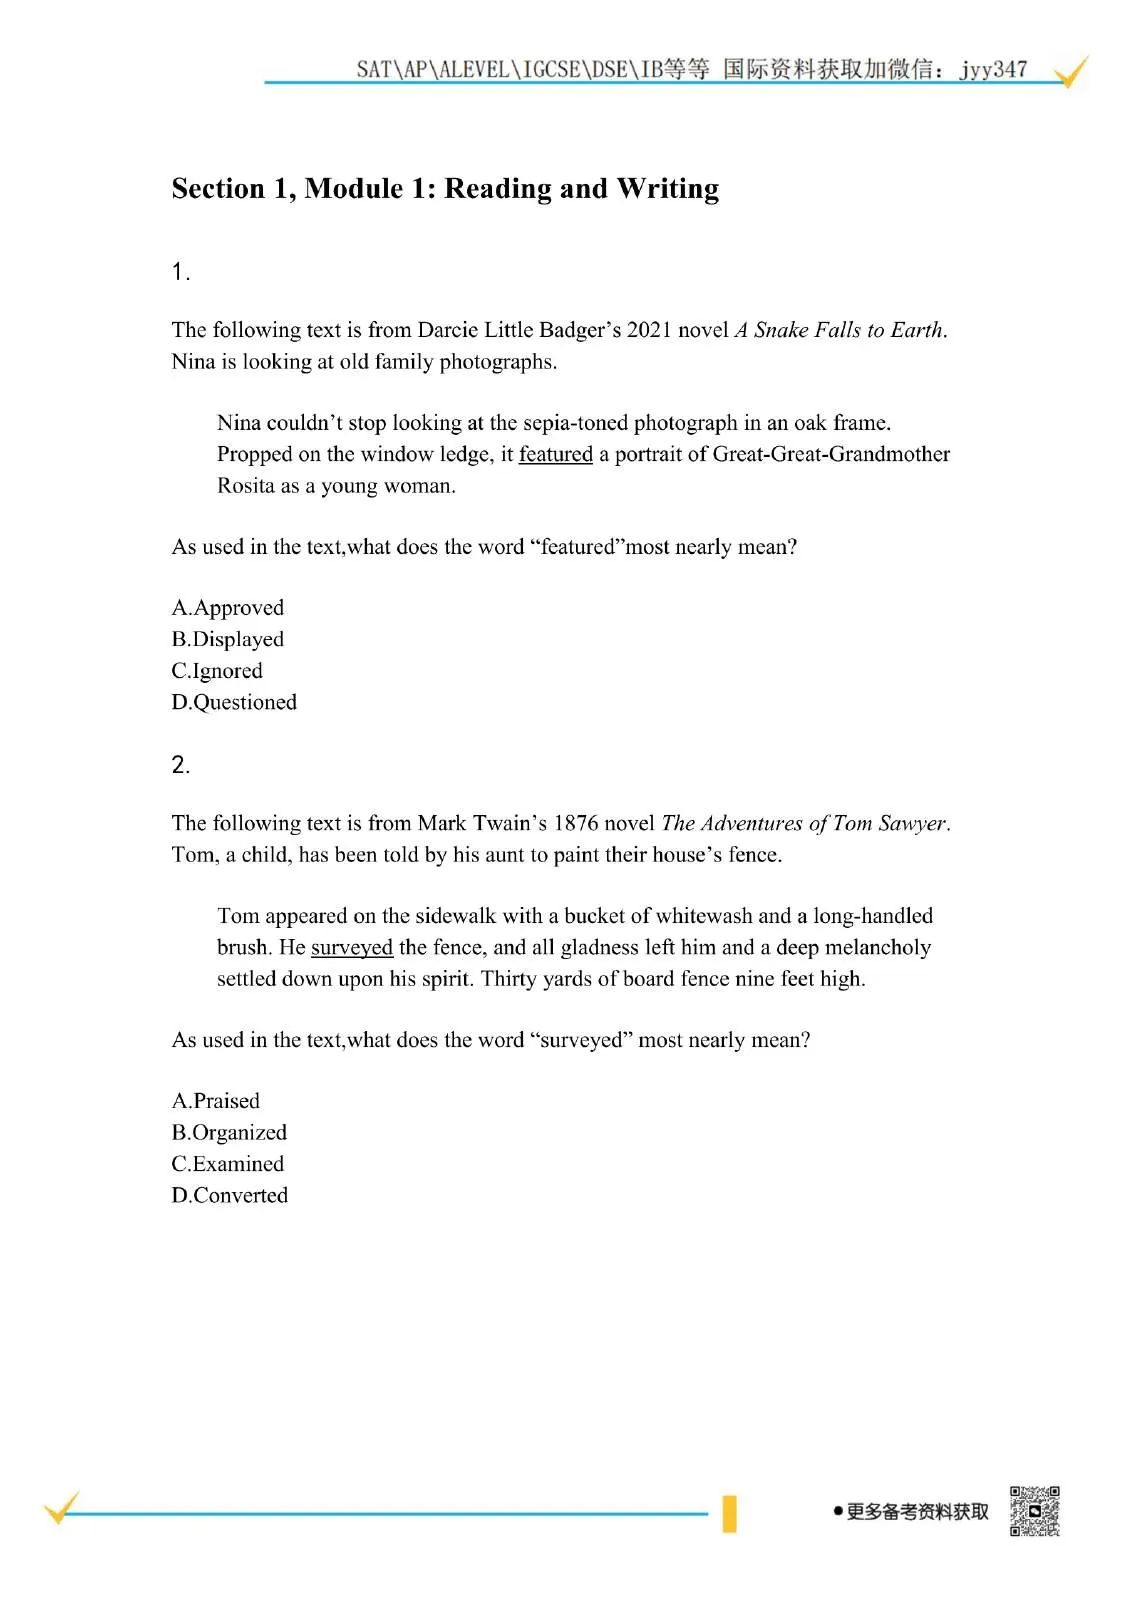 SAT\AP\ALEVEL\IGCSE\DSE\IB等等 国际资料获取加微信：jyy347
Section 1, Module 1: Reading and Writing
1.
The following text is from Darcie Little Badger’s 2021 novel A Snake Falls to Earth.
Nina is looking at old family photographs.
Nina couldn’t stop looking at the sepia-toned photograph in an oak frame.
Propped on the window ledge, it featured a portrait of Great-Great-Grandmother
Rosita as a young woman.
As used in the text,what does the word “featured”most nearly mean?
A.Approved
B.Displayed
C.Ignored
D.Questioned
2.
The following text is from Mark Twain’s 1876 novel The Adventures of Tom Sawyer.
Tom, a child, has been told by his aunt to paint their house’s fence.
Tom appeared on the sidewalk with a bucket of whitewash and a long-handled
brush. He surveyed the fence, and all gladness left him and a deep melancholy
settled down upon his spirit. Thirty yards of board fence nine feet high.
As used in the text,what does the word “surveyed” most nearly mean?
A.Praised
B.Organized
C.Examined
D.Converted
●更多备考资料获取